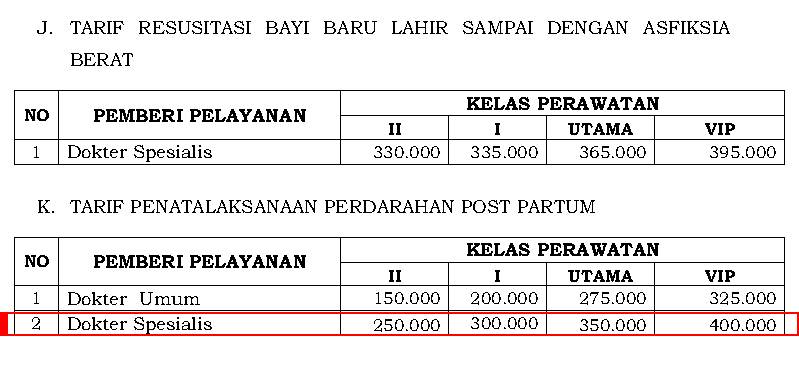 J. TARIF RESUSITASI BAYI BARU LAHIR SAMPAI DENGAN ASFIKSIA
BERAT
NO PEMBERI PELAYANAN KELAS PERAWATAN
II I UTAMA VIP
1 Dokter Spesialis 330.000 335.000 365.000 395.000
K. TARIF PENATALAKSANAAN PERDARAHAN POST PARTUM
NO PEMBERI PELAYANAN KELAS PERAWATAN
II I UTAMA VIP
1 Dokter Umum 150.000 200.000 275.000 325.000
2 Dokter Spesialis 250.000 300.000 350.000 400.000